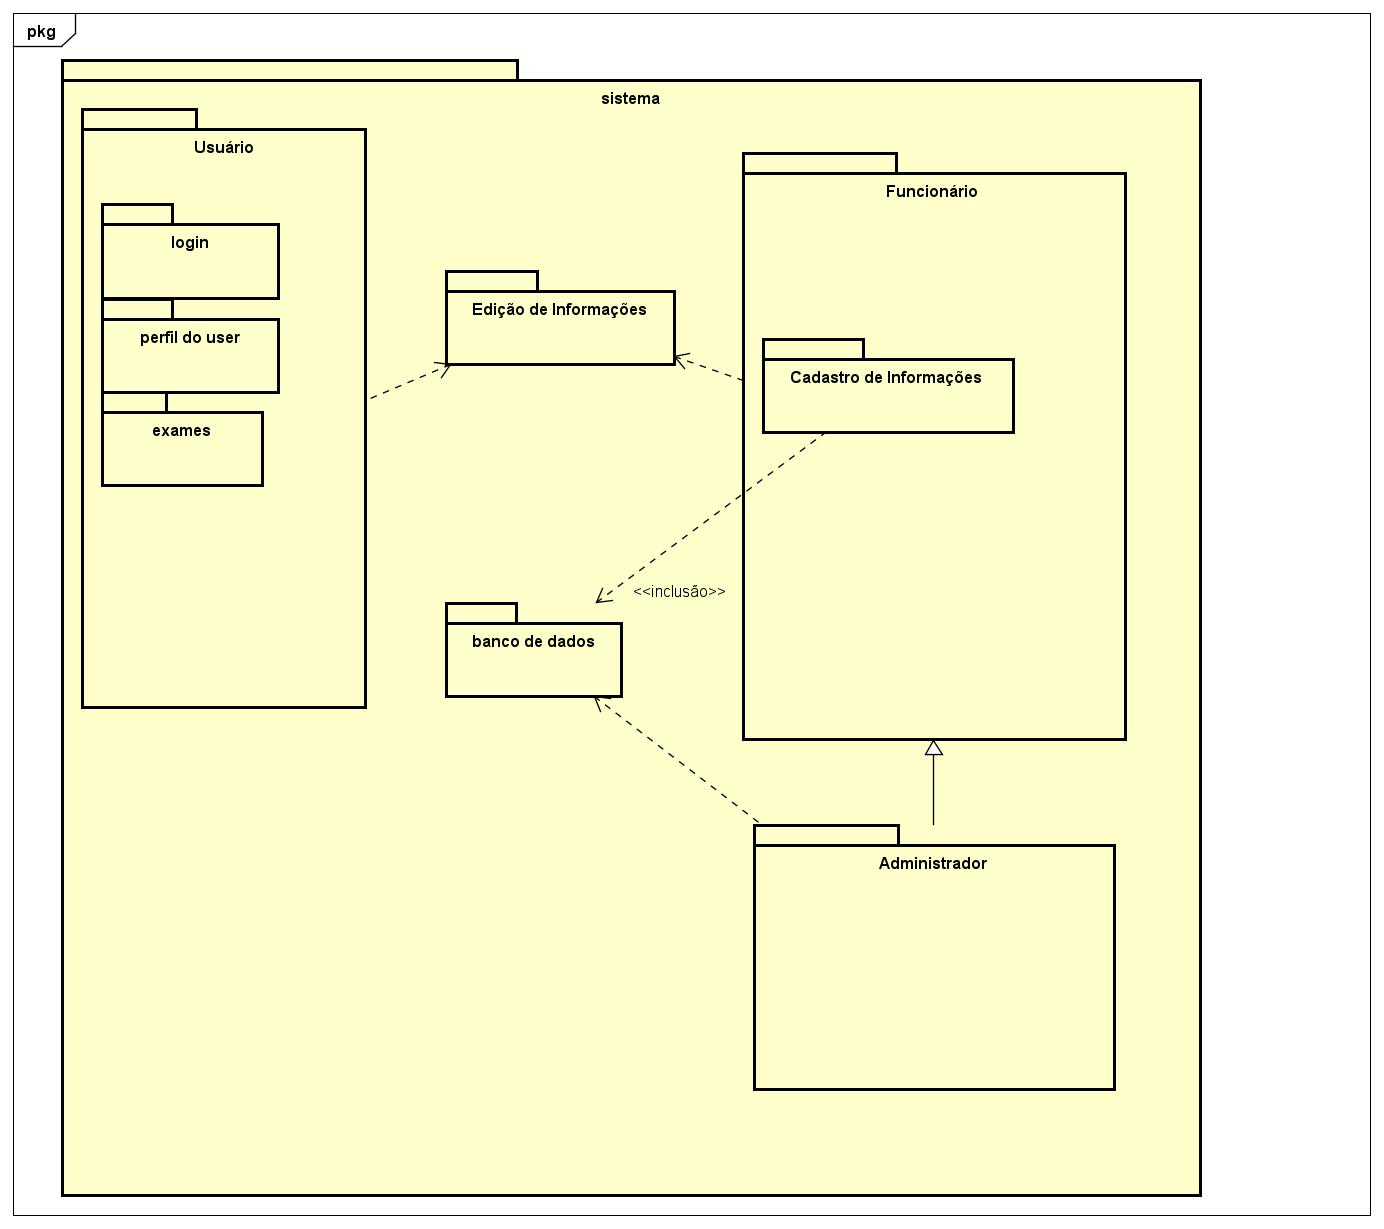 pkg
sistema
Usuário
login
perfil do user
exames
Edição de Informações
Funcionário
Cadastro de Informações
<<inclusão>>
banco de dados
Administrador